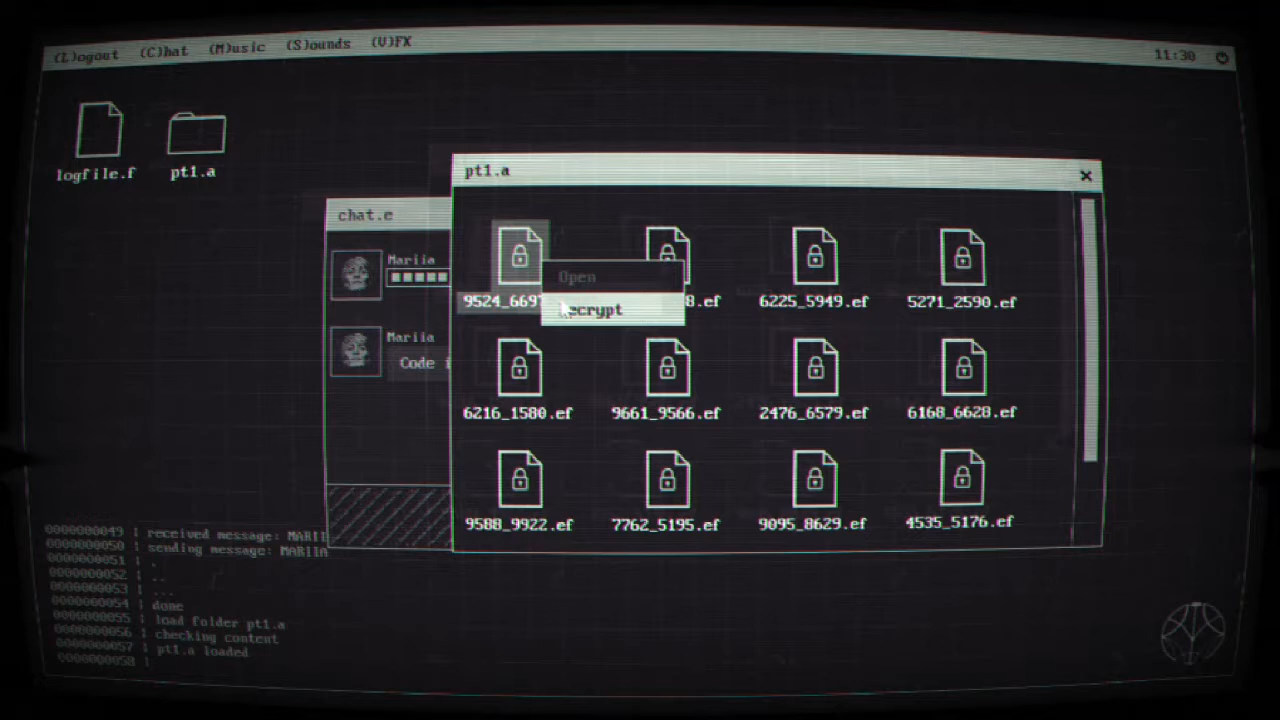 (L)ogout (C)hat (M)usic (S)ounds (V)FX 11:30
logfile.f pt1.a
pt1.a
chat.e
Mariia
Mariia
Code
Open
ecrypt
9524_669 8.ef 6225_5949.ef 5271_2590.ef
6216_1580.ef 9661_9566.ef 2476_6579.ef 6168_6628.ef
9588_9922.ef 7762_5195.ef 9095_8629.ef 4535_5176.ef
0000000049 | received message: MARII
0000000050 | sending message: MARIIA
0000000051 | .
0000000052 | ..
0000000053 | ...
0000000054 | done
0000000055 | load folder pt1.a
0000000056 | checking content
0000000057 | pt1.a loaded
0000000058 |